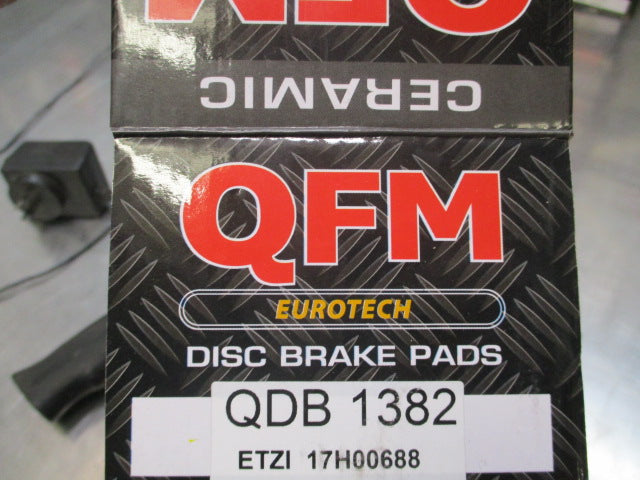 CERAMIC
QFM
EUROTECH
DISC BRAKE PADS
QDB 1382
ETZI 17H00688